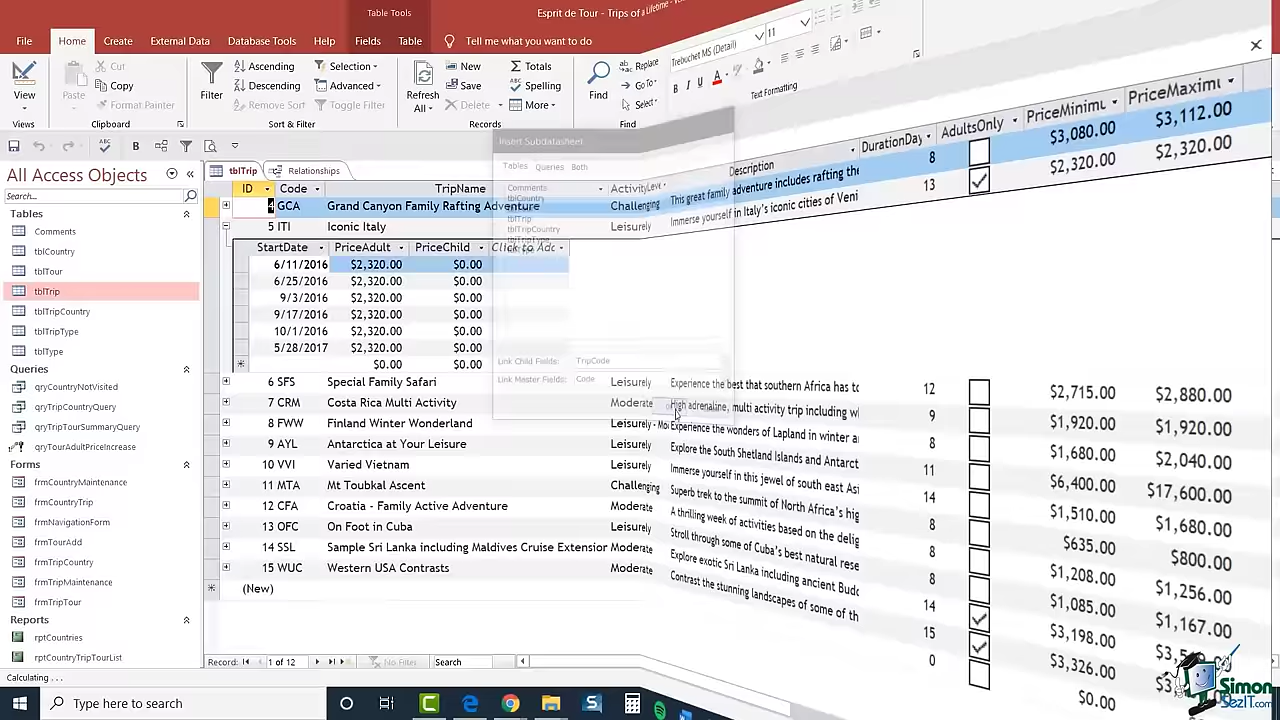 Table Tools
Esprit de Tour - Trips of a Lifetime -
File
Home
Create
External Data
Database Tools
Help
Fields
Table
Tell me what you want to do
View
Views
Paste
Cut
Copy
Format Painter
Clipboard
Filter
Ascending
Descending
Remove Sort
Selection
Advanced
Toggle Filter
Sort & Filter
Refresh All
New
Save
Delete
Totals
Spelling
More
Records
Find
Replace
Go To
Select
Find
Trebuchet MS (Detail)
11
B I U A
Text Formatting
B
All Access Objects
Search...
Tables
Comments
tblCountry
tblTour
tblTrip
tblTripCountry
tblTripType
tblType
Queries
qryCountryNotVisited
qryTripCountryQuery
qryTripTourSummaryQuery
qryTourAdultPriceIncrease
Forms
frmCountryMaintenance
frmCountryTrip
frmNavigationForm
frmTourAdd
frmTripCountry
frmTripMaintenance
frmTripTour
Reports
rptCountries
rptCountryTripTourList
tblTrip
Relationships
ID Code TripName ActivityLeve Description DurationDay AdultsOnly PriceMinimu PriceMaximu
4 GCA Grand Canyon Family Rafting Adventure Challenging This great family adventure includes rafting the 8 $3,080.00 $3,112.00
5 ITI Iconic Italy Leisurely Immerse yourself in Italy's iconic cities of Veni 13 $2,320.00 $2,320.00
StartDate PriceAdult PriceChild Click to Add
6/11/2016 $2,320.00 $0.00
6/25/2016 $2,320.00 $0.00
9/3/2016 $2,320.00 $0.00
9/17/2016 $2,320.00 $0.00
10/1/2016 $2,320.00 $0.00
5/28/2017 $2,320.00 $0.00
$0.00 $0.00
Insert Subdatasheet
Tables Queries Both
Comments
tblCountry
tblTrip
tblTripCountry
tblTripType
Link Child Fields: TripCode
Link Master Fields: Code
6 SFS Special Family Safari Leisurely Experience the best that southern Africa has to 12 $2,715.00 $2,880.00
7 CRM Costa Rica Multi Activity Moderate High adrenaline, multi activity trip including wh 9 $1,920.00 $1,920.00
8 FWW Finland Winter Wonderland Leisurely - Mo Experience the wonders of Lapland in winter ar 8 $1,680.00 $2,040.00
9 AYL Antarctica at Your Leisure Leisurely Explore the South Shetland Islands and Antarct 11 $6,400.00 $17,600.00
10 VVI Varied Vietnam Leisurely Immerse yourself in this jewel of south east Asi 14 $1,510.00 $1,680.00
11 MTA Mt Toubkal Ascent Challenging Superb trek to the summit of North Africa's hig 8 $635.00 $800.00
12 CFA Croatia - Family Active Adventure Moderate A thrilling week of activities based on the delig 8 $1,208.00 $1,256.00
13 OFC On Foot in Cuba Leisurely Stroll through some of Cuba's best natural rese 8 $1,085.00 $1,167.00
14 SSL Sample Sri Lanka including Maldives Cruise Extension Moderate Explore exotic Sri Lanka including ancient Budd 14 $3,198.00
15 WUC Western USA Contrasts Moderate Contrast the stunning landscapes of some of th 15 $3,326.00
(New) 0 $0.00
Record: 1 of 12 No Filter Search
Calculating ...
Type here to search
Simon
SezIT.com